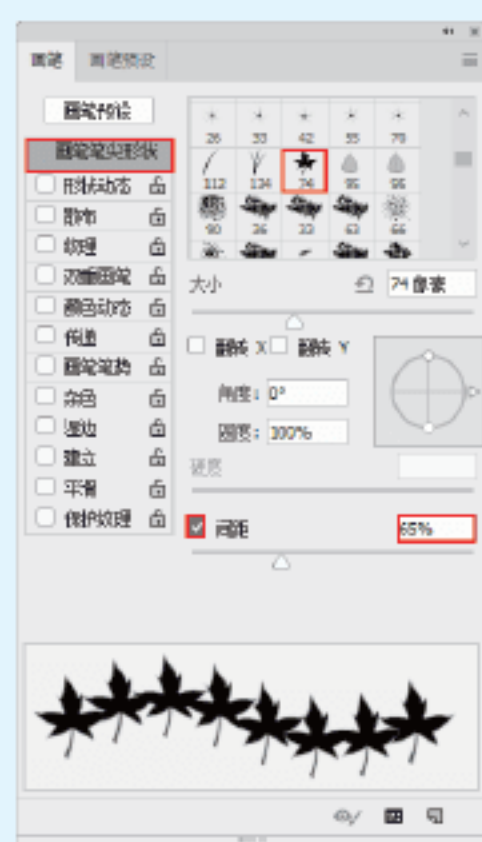 画笔 画笔预设
画笔预设
画笔笔尖形状
形状动态
散布
纹理
双重画笔
颜色动态
传递
画笔笔势
杂色
湿边
建立
平滑
保护纹理
26 33 42 55 70
112 134 74 95 95
90 36 33 63 66
大小 74 像素
翻转 X 翻转 Y
角度: 0°
圆度: 100%
硬度
间距 65%